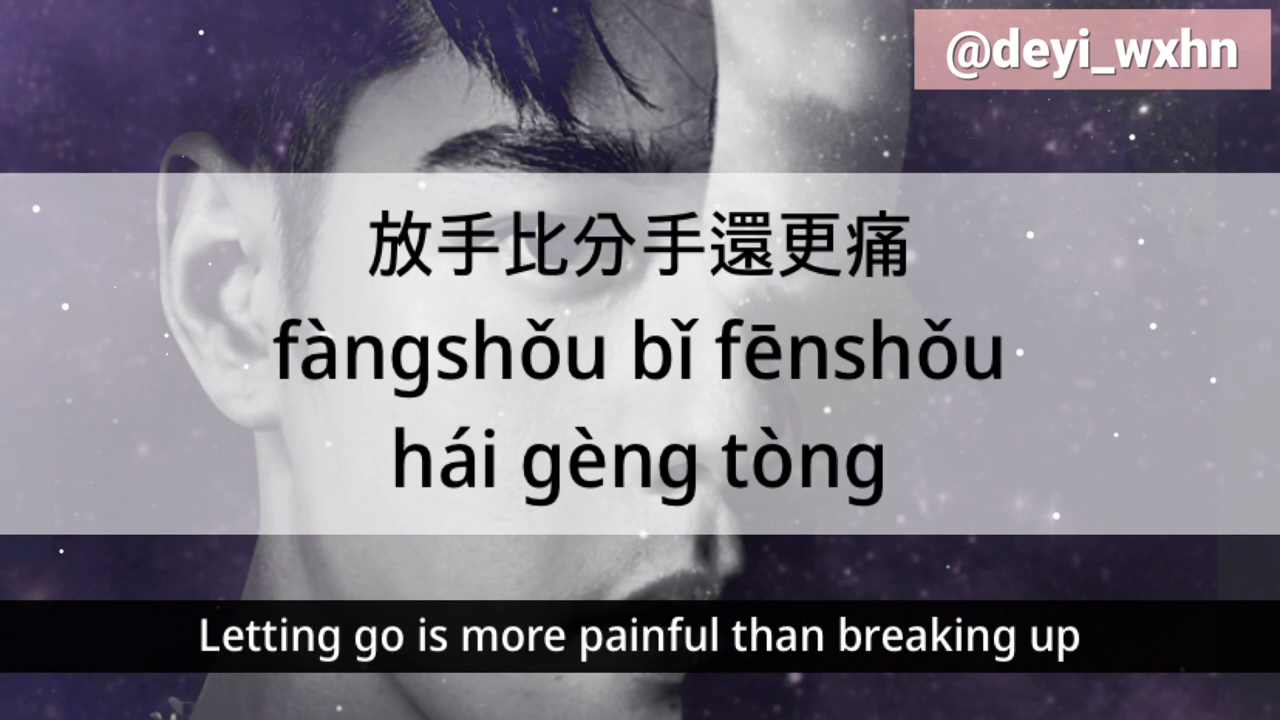 @deyi_wxhn
放手比分手還更痛
fàngshǒu bǐ fēnshǒu
hái gèng tòng
Letting go is more painful than breaking up